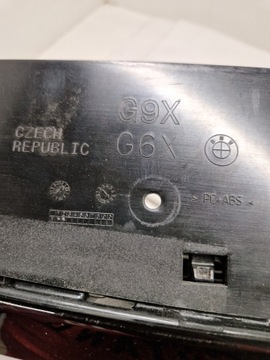 G9X
CZECH
REPUBLIC
G6X
> PC+ABS <